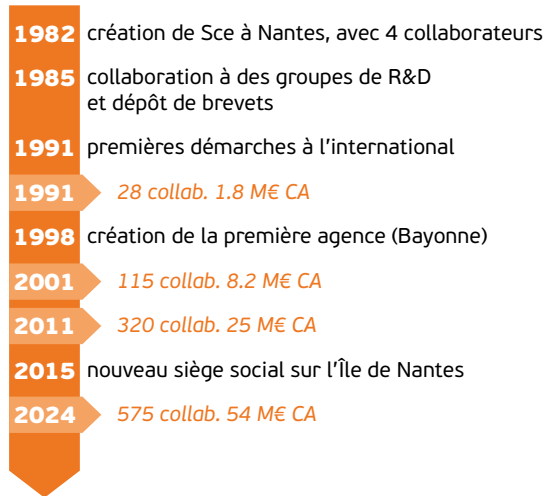 1982 création de Sce à Nantes, avec 4 collaborateurs
1985 collaboration à des groupes de R&D
et dépôt de brevets
1991 premières démarches à l'international
1991 28 collab. 1.8 M€ CA
1998 création de la première agence (Bayonne)
2001 115 collab. 8.2 M€ CA
2011 320 collab. 25 M€ CA
2015 nouveau siège social sur l'Île de Nantes
2024 575 collab. 54 M€ CA